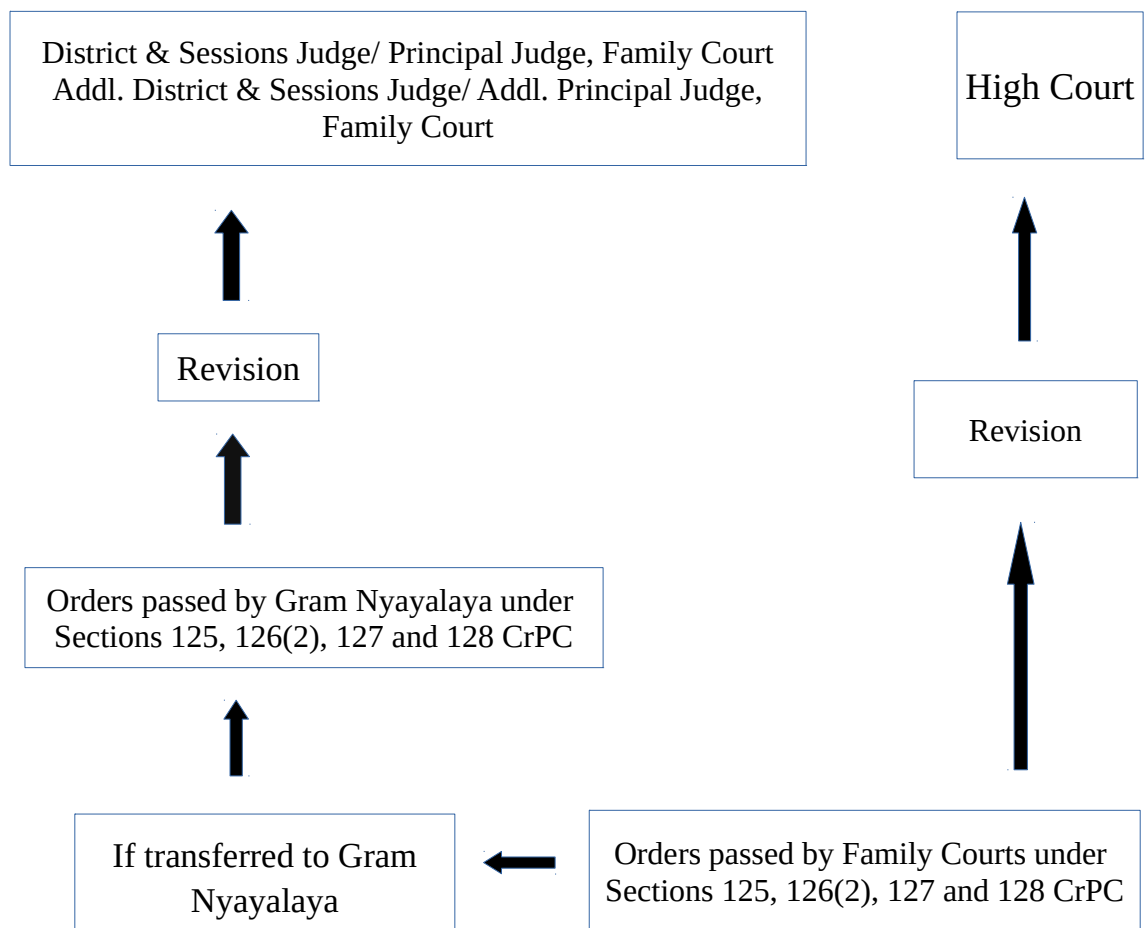 District & Sessions Judge/ Principal Judge, Family Court
Addl. District & Sessions Judge/ Addl. Principal Judge,
Family Court
High Court
Revision
Revision
Orders passed by Gram Nyayalaya under
Sections 125, 126(2), 127 and 128 CrPC
If transferred to Gram
Nyayalaya
Orders passed by Family Courts under
Sections 125, 126(2), 127 and 128 CrPC